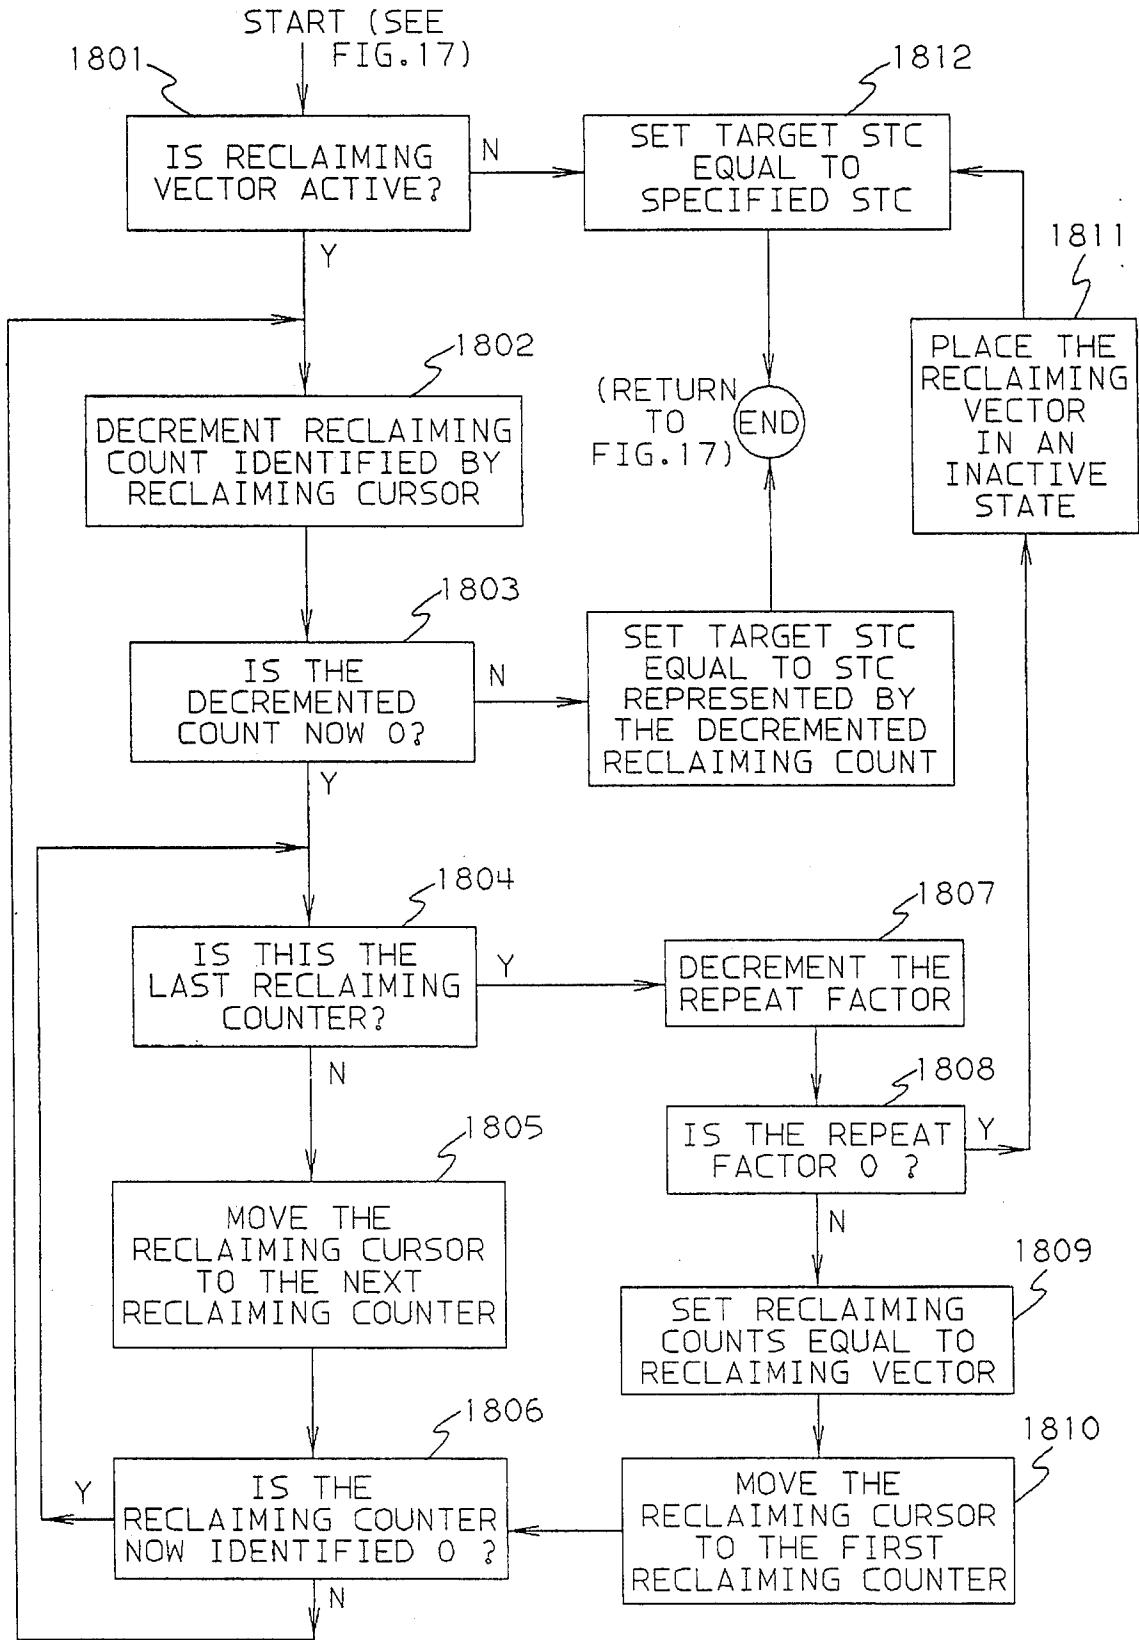 START (SEE
FIG.17)
1801
IS RECLAIMING
VECTOR ACTIVE?
N
Y
1812
SET TARGET STC
EQUAL TO
SPECIFIED STC
1811
PLACE THE
RECLAIMING
VECTOR
IN AN
INACTIVE
STATE
1802
DECREMENT RECLAIMING
COUNT IDENTIFIED BY
RECLAIMING CURSOR
(RETURN
TO
FIG.17)
END
1803
IS THE
DECREMENTED
COUNT NOW 0?
N
Y
SET TARGET STC
EQUAL TO STC
REPRESENTED BY
THE DECREMENTED
RECLAIMING COUNT
1804
IS THIS THE
LAST RECLAIMING
COUNTER?
Y
N
1807
DECREMENT THE
REPEAT FACTOR
1808
IS THE REPEAT
FACTOR 0 ?
Y
N
1805
MOVE THE
RECLAIMING CURSOR
TO THE NEXT
RECLAIMING COUNTER
1809
SET RECLAIMING
COUNTS EQUAL TO
RECLAIMING VECTOR
1806
IS THE
RECLAIMING COUNTER
NOW IDENTIFIED 0 ?
Y
N
1810
MOVE THE
RECLAIMING CURSOR
TO THE FIRST
RECLAIMING COUNTER